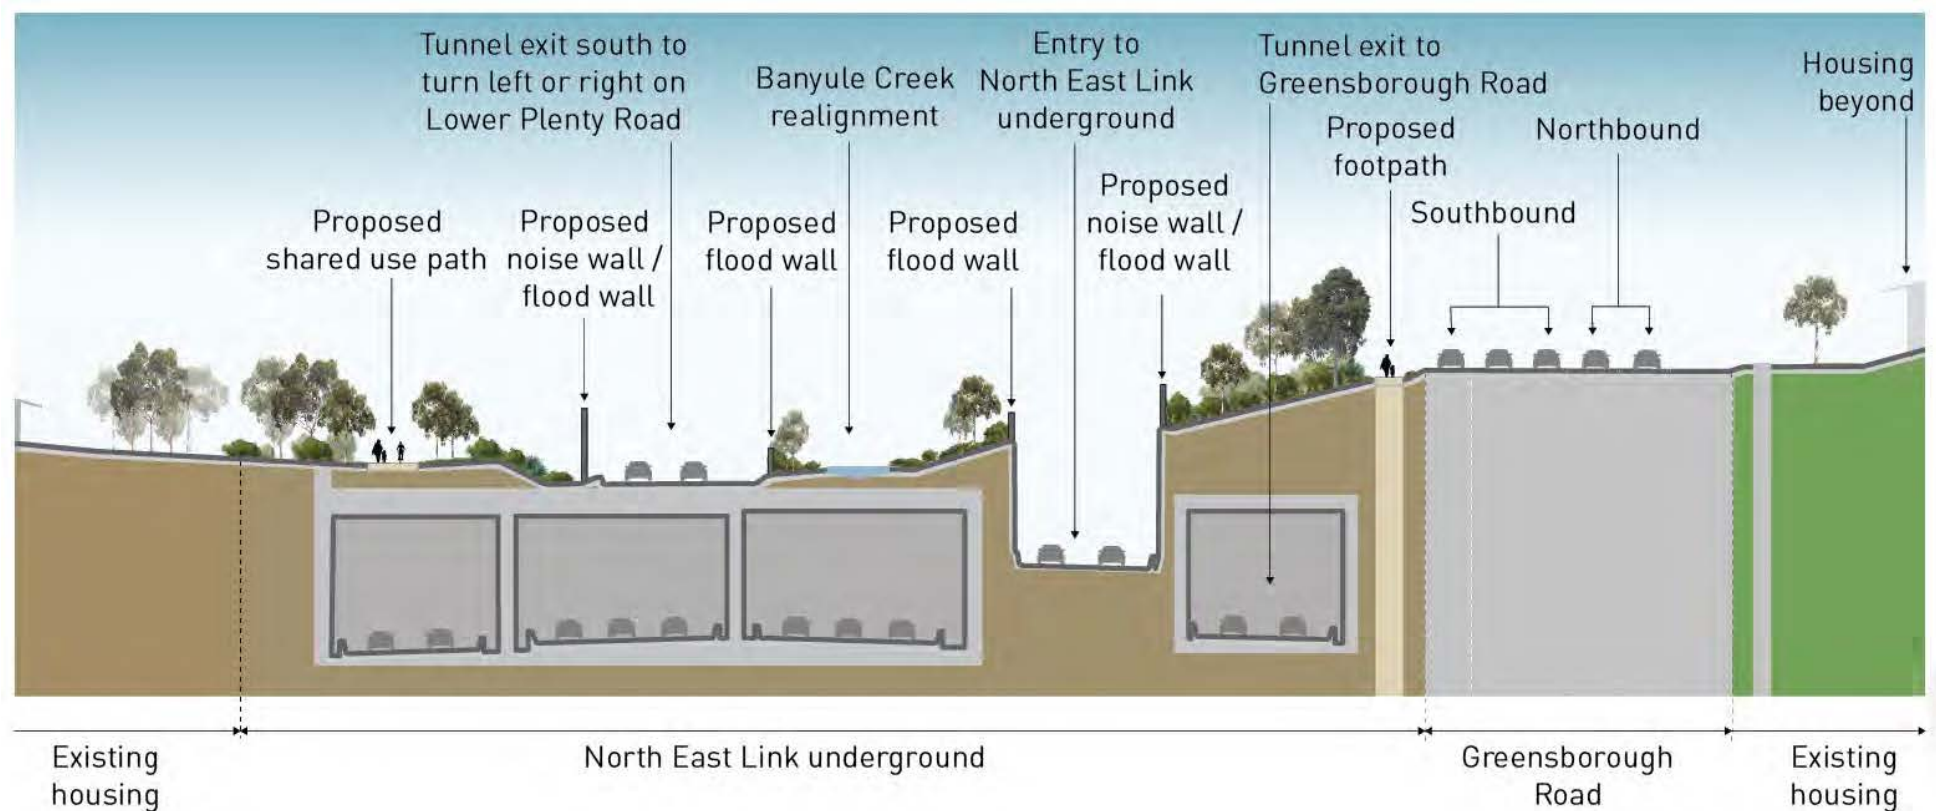 Tunnel exit south to
turn left or right on
Lower Plenty Road
Banyule Creek
realignment
Entry to
North East Link
underground
Tunnel exit to
Greensborough Road
Housing
beyond
Proposed
footpath
Northbound
Proposed
noise wall /
flood wall
Southbound
Proposed
shared use path
Proposed
noise wall /
flood wall
Proposed
flood wall
Proposed
flood wall
Existing
housing
North East Link underground
Greensborough
Road
Existing
housing